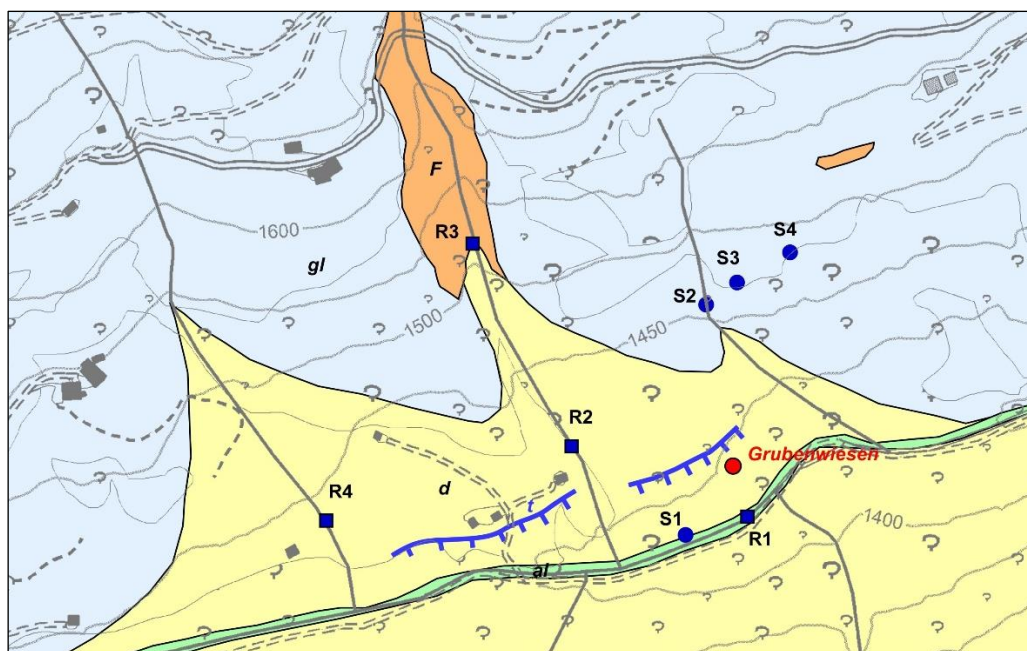 F
S4
R3
1600
S3
gl
S2
1500
1450
R2
Grubenwiesen
R4
d
t
S1
R1
1400
al